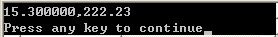 15.300000,222.23
Press any key to continue